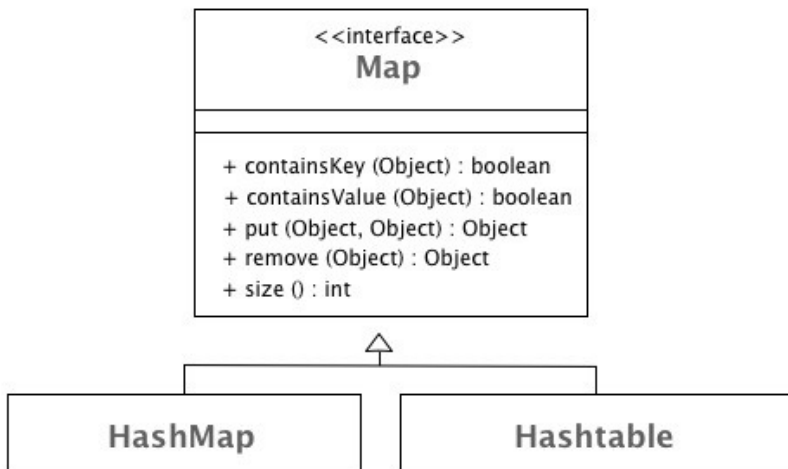 <<interface>>
Map
+ containsKey (Object) : boolean
+ containsValue (Object) : boolean
+ put (Object, Object) : Object
+ remove (Object) : Object
+ size () : int
HashMap
Hashtable